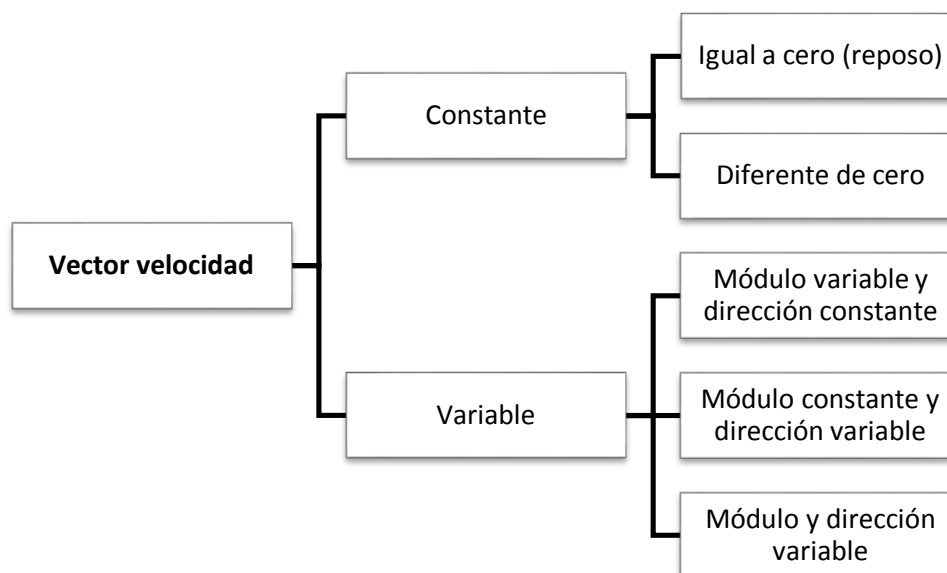 Vector velocidad
Constante
Igual a cero (reposo)
Diferente de cero
Variable
Módulo variable y
dirección constante
Módulo constante y
dirección variable
Módulo y dirección
variable